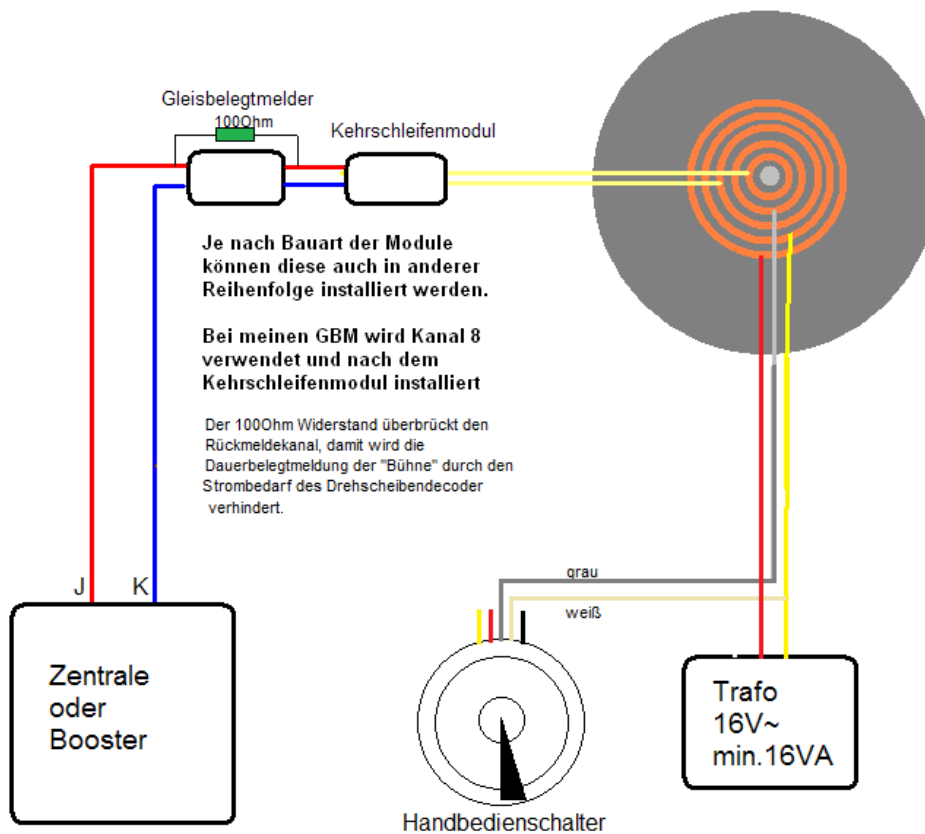 Gleisbelegtmelder
100Ohm
Kehrschleifenmodul
Je nach Bauart der Module
können diese auch in anderer
Reihenfolge installiert werden.
Bei meinen GBM wird Kanal 8
verwendet und nach dem
Kehrschleifenmodul installiert
Der 100Ohm Widerstand überbrückt den
Rückmeldekanal, damit wird die
Dauerbelegtmeldung der "Bühne" durch den
Strombedarf des Drehscheibendecoder
verhindert.
J K
Zentrale
oder
Booster
grau
weiß
Handbedienschalter
Trafo
16V~
min.16VA